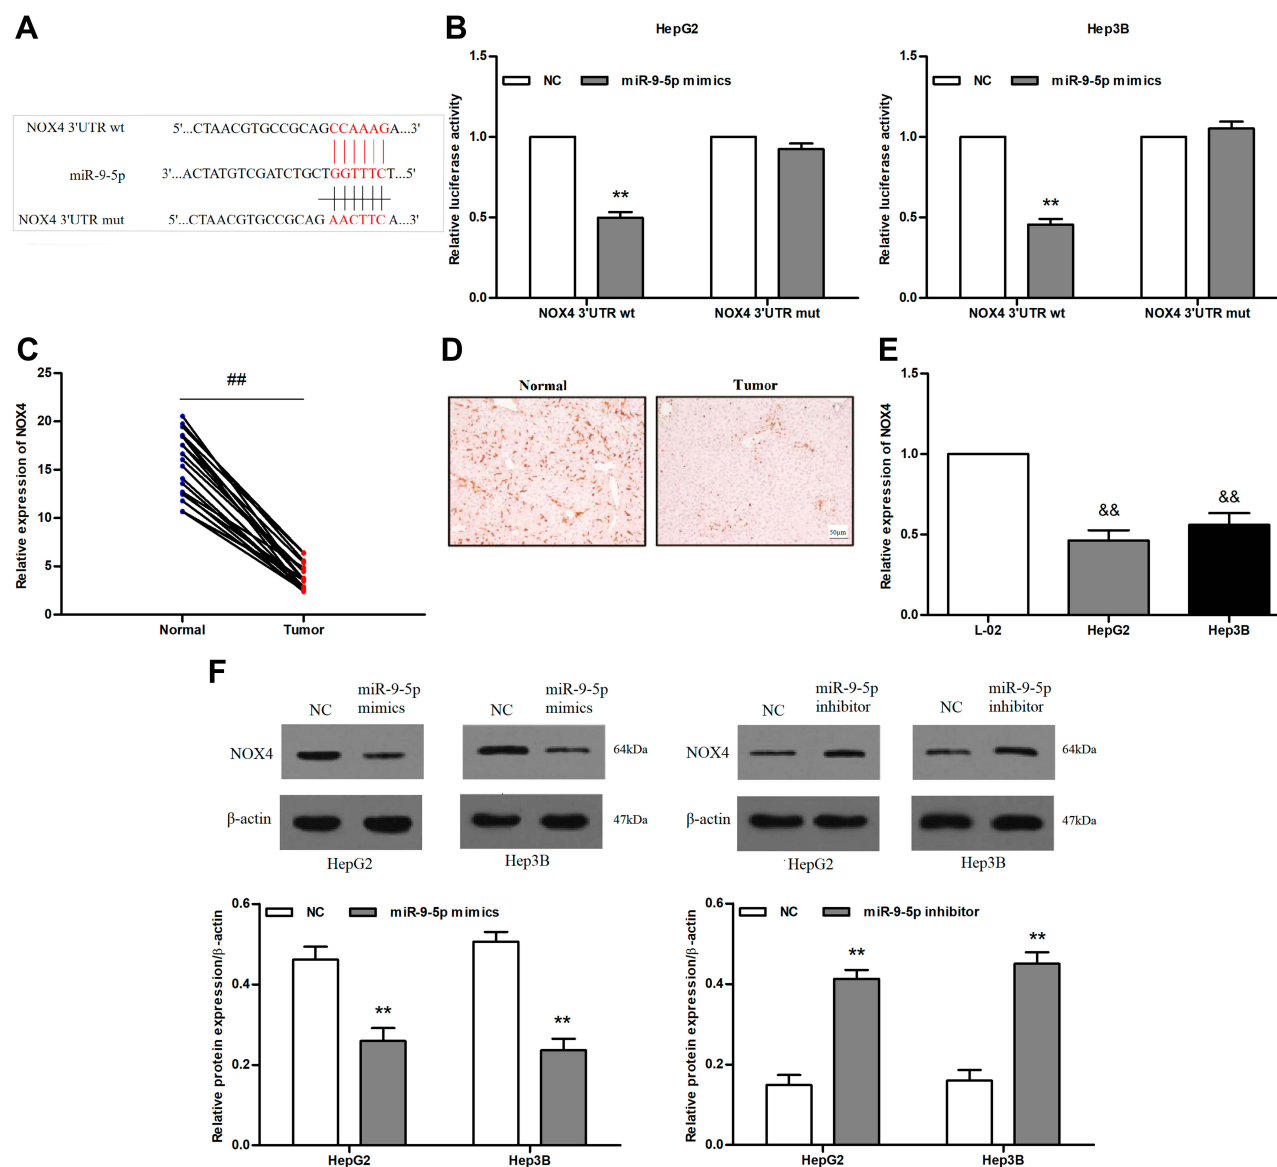 A
NOX4 3'UTR wt 5'...CTAACGTGCCGCAGCCAAAGA...3'
miR-9-5p 3'...ACTATGTCGATCTGCTGGTTTCT...5'
NOX4 3'UTR mut 5'...CTAACGTGCCGCAG AACTTC A...3'
B
HepG2
NC miR-9-5p mimics
Relative luciferase activity
1.5
1.0
0.5
0.0
**
NOX4 3'UTR wt NOX4 3'UTR mut
Hep3B
NC miR-9-5p mimics
Relative luciferase activity
1.5
1.0
0.5
0.0
**
NOX4 3'UTR wt NOX4 3'UTR mut
C
Relative expression of NOX4
25
20
15
10
5
0
##
Normal Tumor
D
Normal Tumor
50μm
E
Relative expression of NOX4
1.5
1.0
0.5
0.0
&& &&
L-02 HepG2 Hep3B
F
NC miR-9-5p mimics
NC miR-9-5p mimics
NOX4 64kDa
β-actin 47kDa
HepG2 Hep3B
NC miR-9-5p inhibitor
NC miR-9-5p inhibitor
NOX4 64kDa
β-actin 47kDa
HepG2 Hep3B
NC miR-9-5p mimics
Relative protein expression/β-actin
0.6
0.4
0.2
0.0
** **
HepG2 Hep3B
NC miR-9-5p inhibitor
Relative protein expression/β-actin
0.6
0.4
0.2
0.0
** **
HepG2 Hep3B